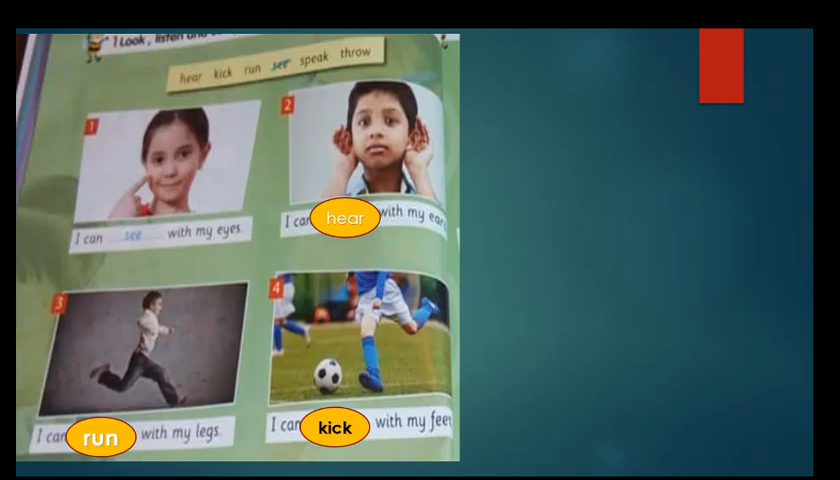 1 Look, listen and
hear kick run see speak throw
1
2
I can see with my eyes.
I can hear with my ears
3
4
I can run with my legs.
I can kick with my feet